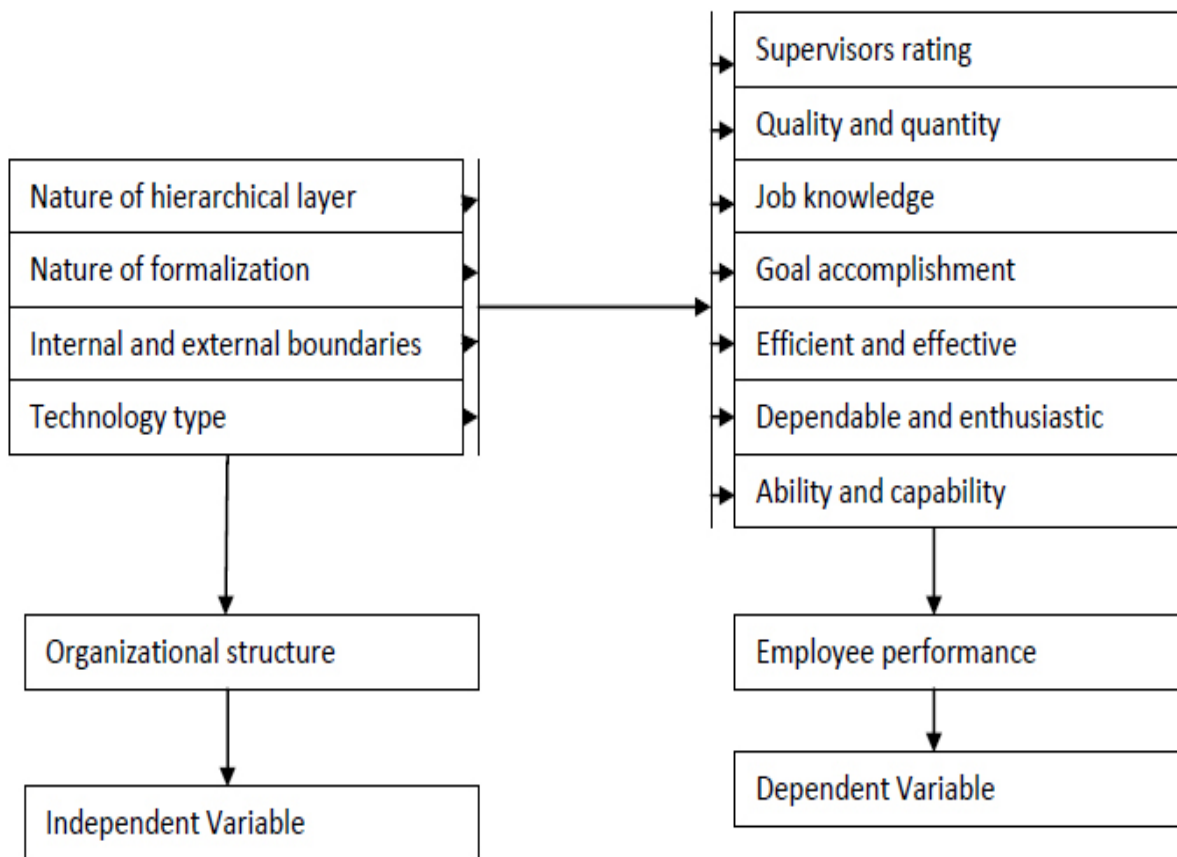 Supervisors rating
Quality and quantity
Nature of hierarchical layer
Job knowledge
Nature of formalization
Goal accomplishment
Internal and external boundaries
Efficient and effective
Technology type
Dependable and enthusiastic
Ability and capability
Organizational structure
Employee performance
Independent Variable
Dependent Variable